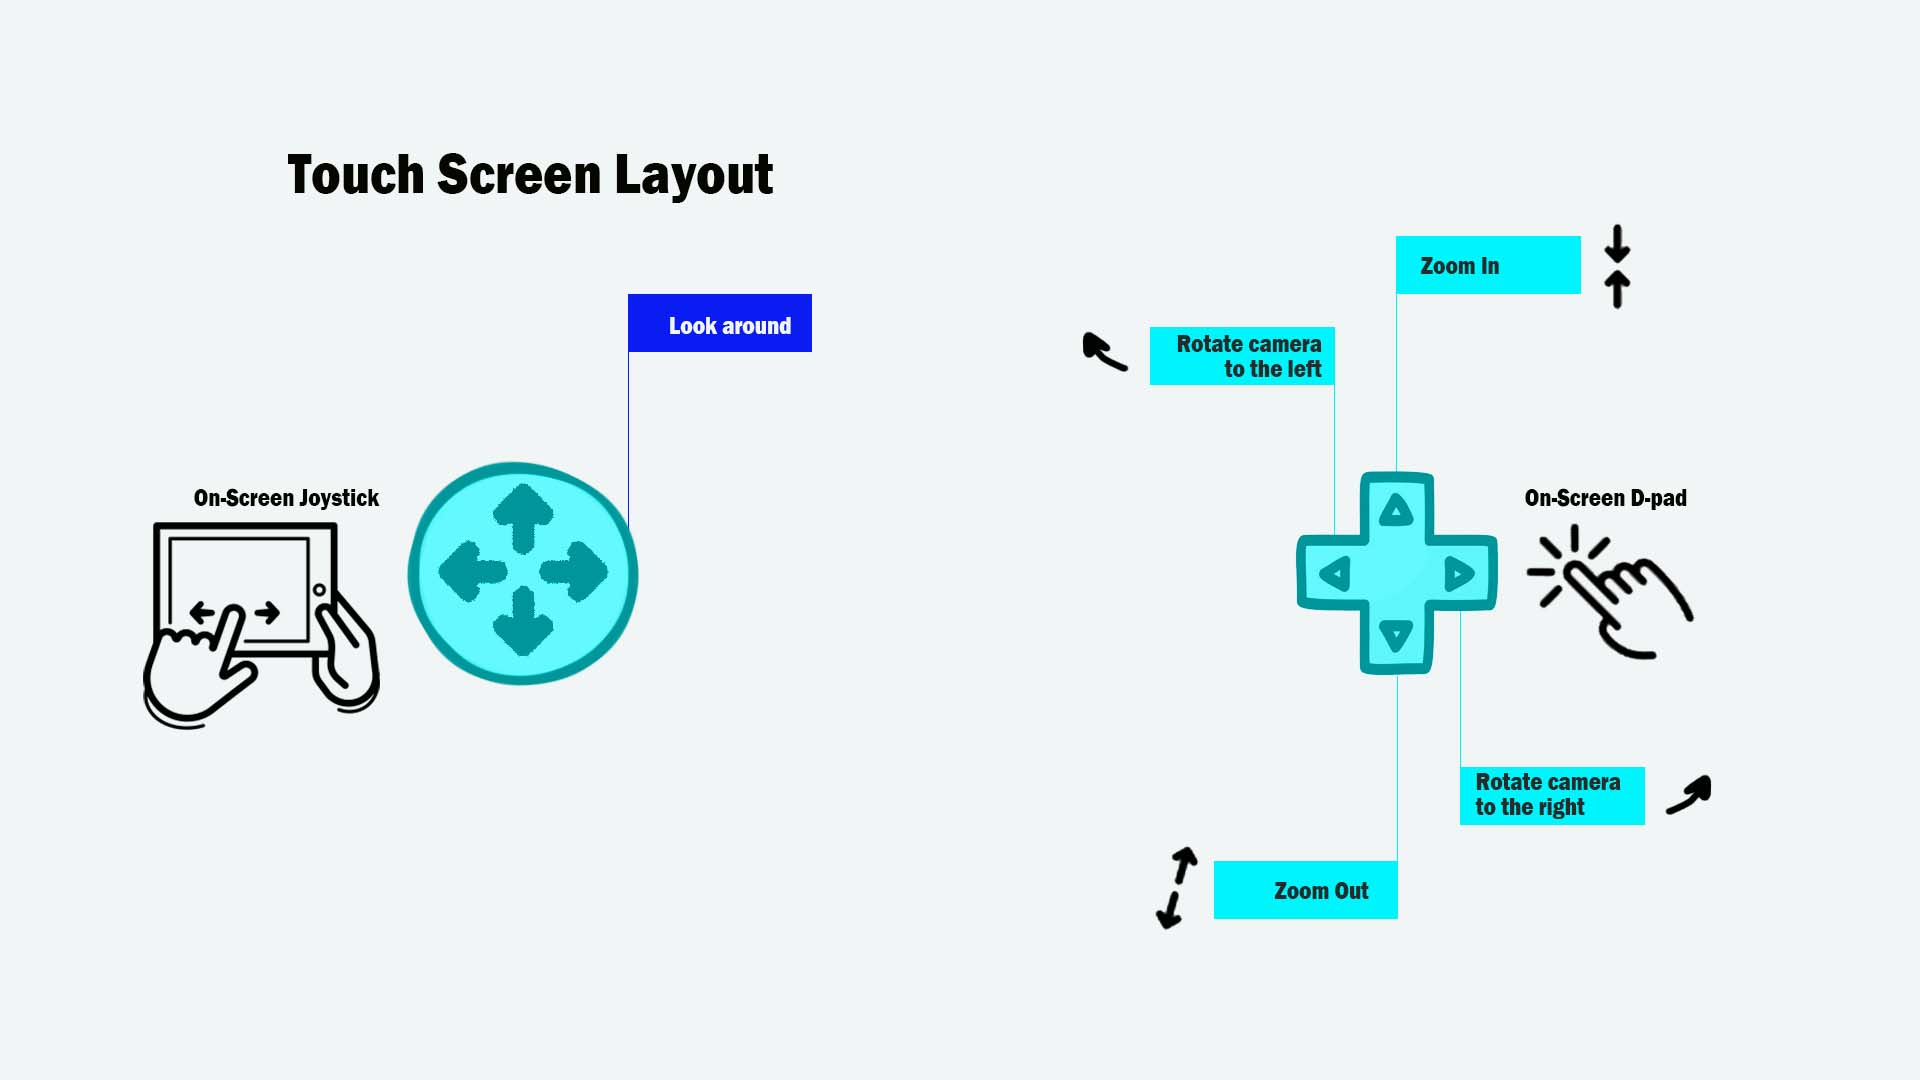 Touch Screen Layout
Look around
On-Screen Joystick
Zoom In
Rotate camera
to the left
On-Screen D-pad
Rotate camera
to the right
Zoom Out